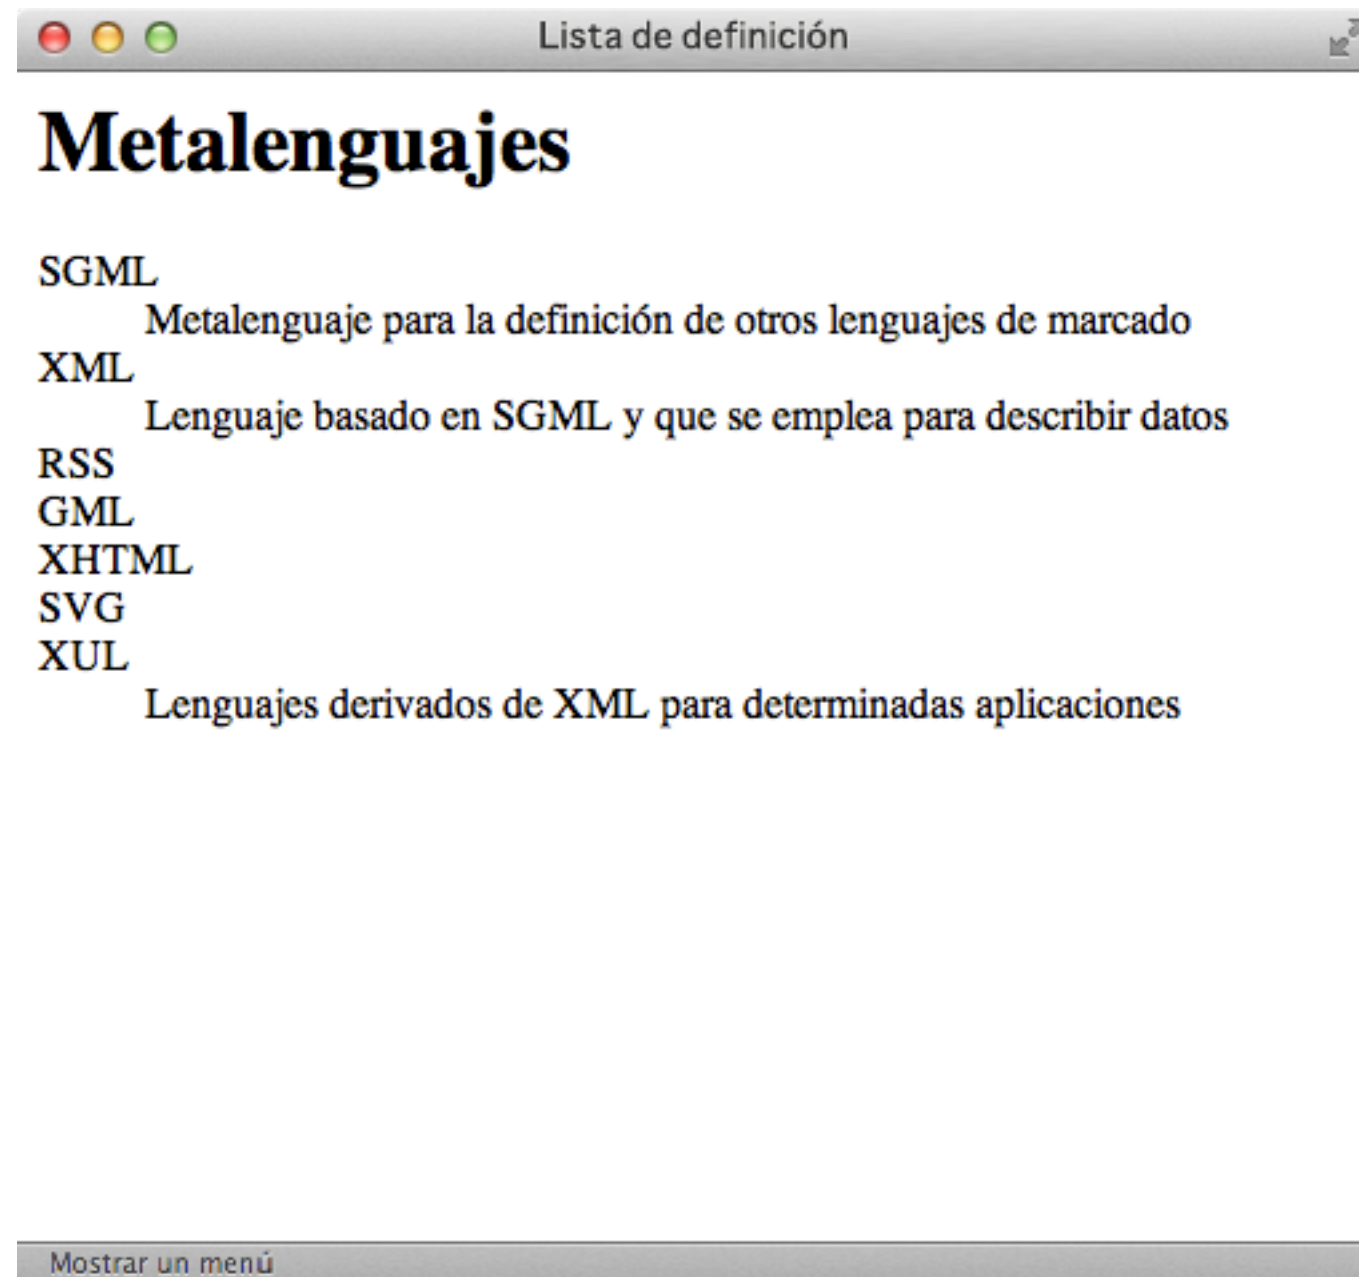 Lista de definición
Metalenguajes
SGML
Metalenguaje para la definición de otros lenguajes de marcado
XML
Lenguaje basado en SGML y que se emplea para describir datos
RSS
GML
XHTML
SVG
XUL
Lenguajes derivados de XML para determinadas aplicaciones
Mostrar un menú